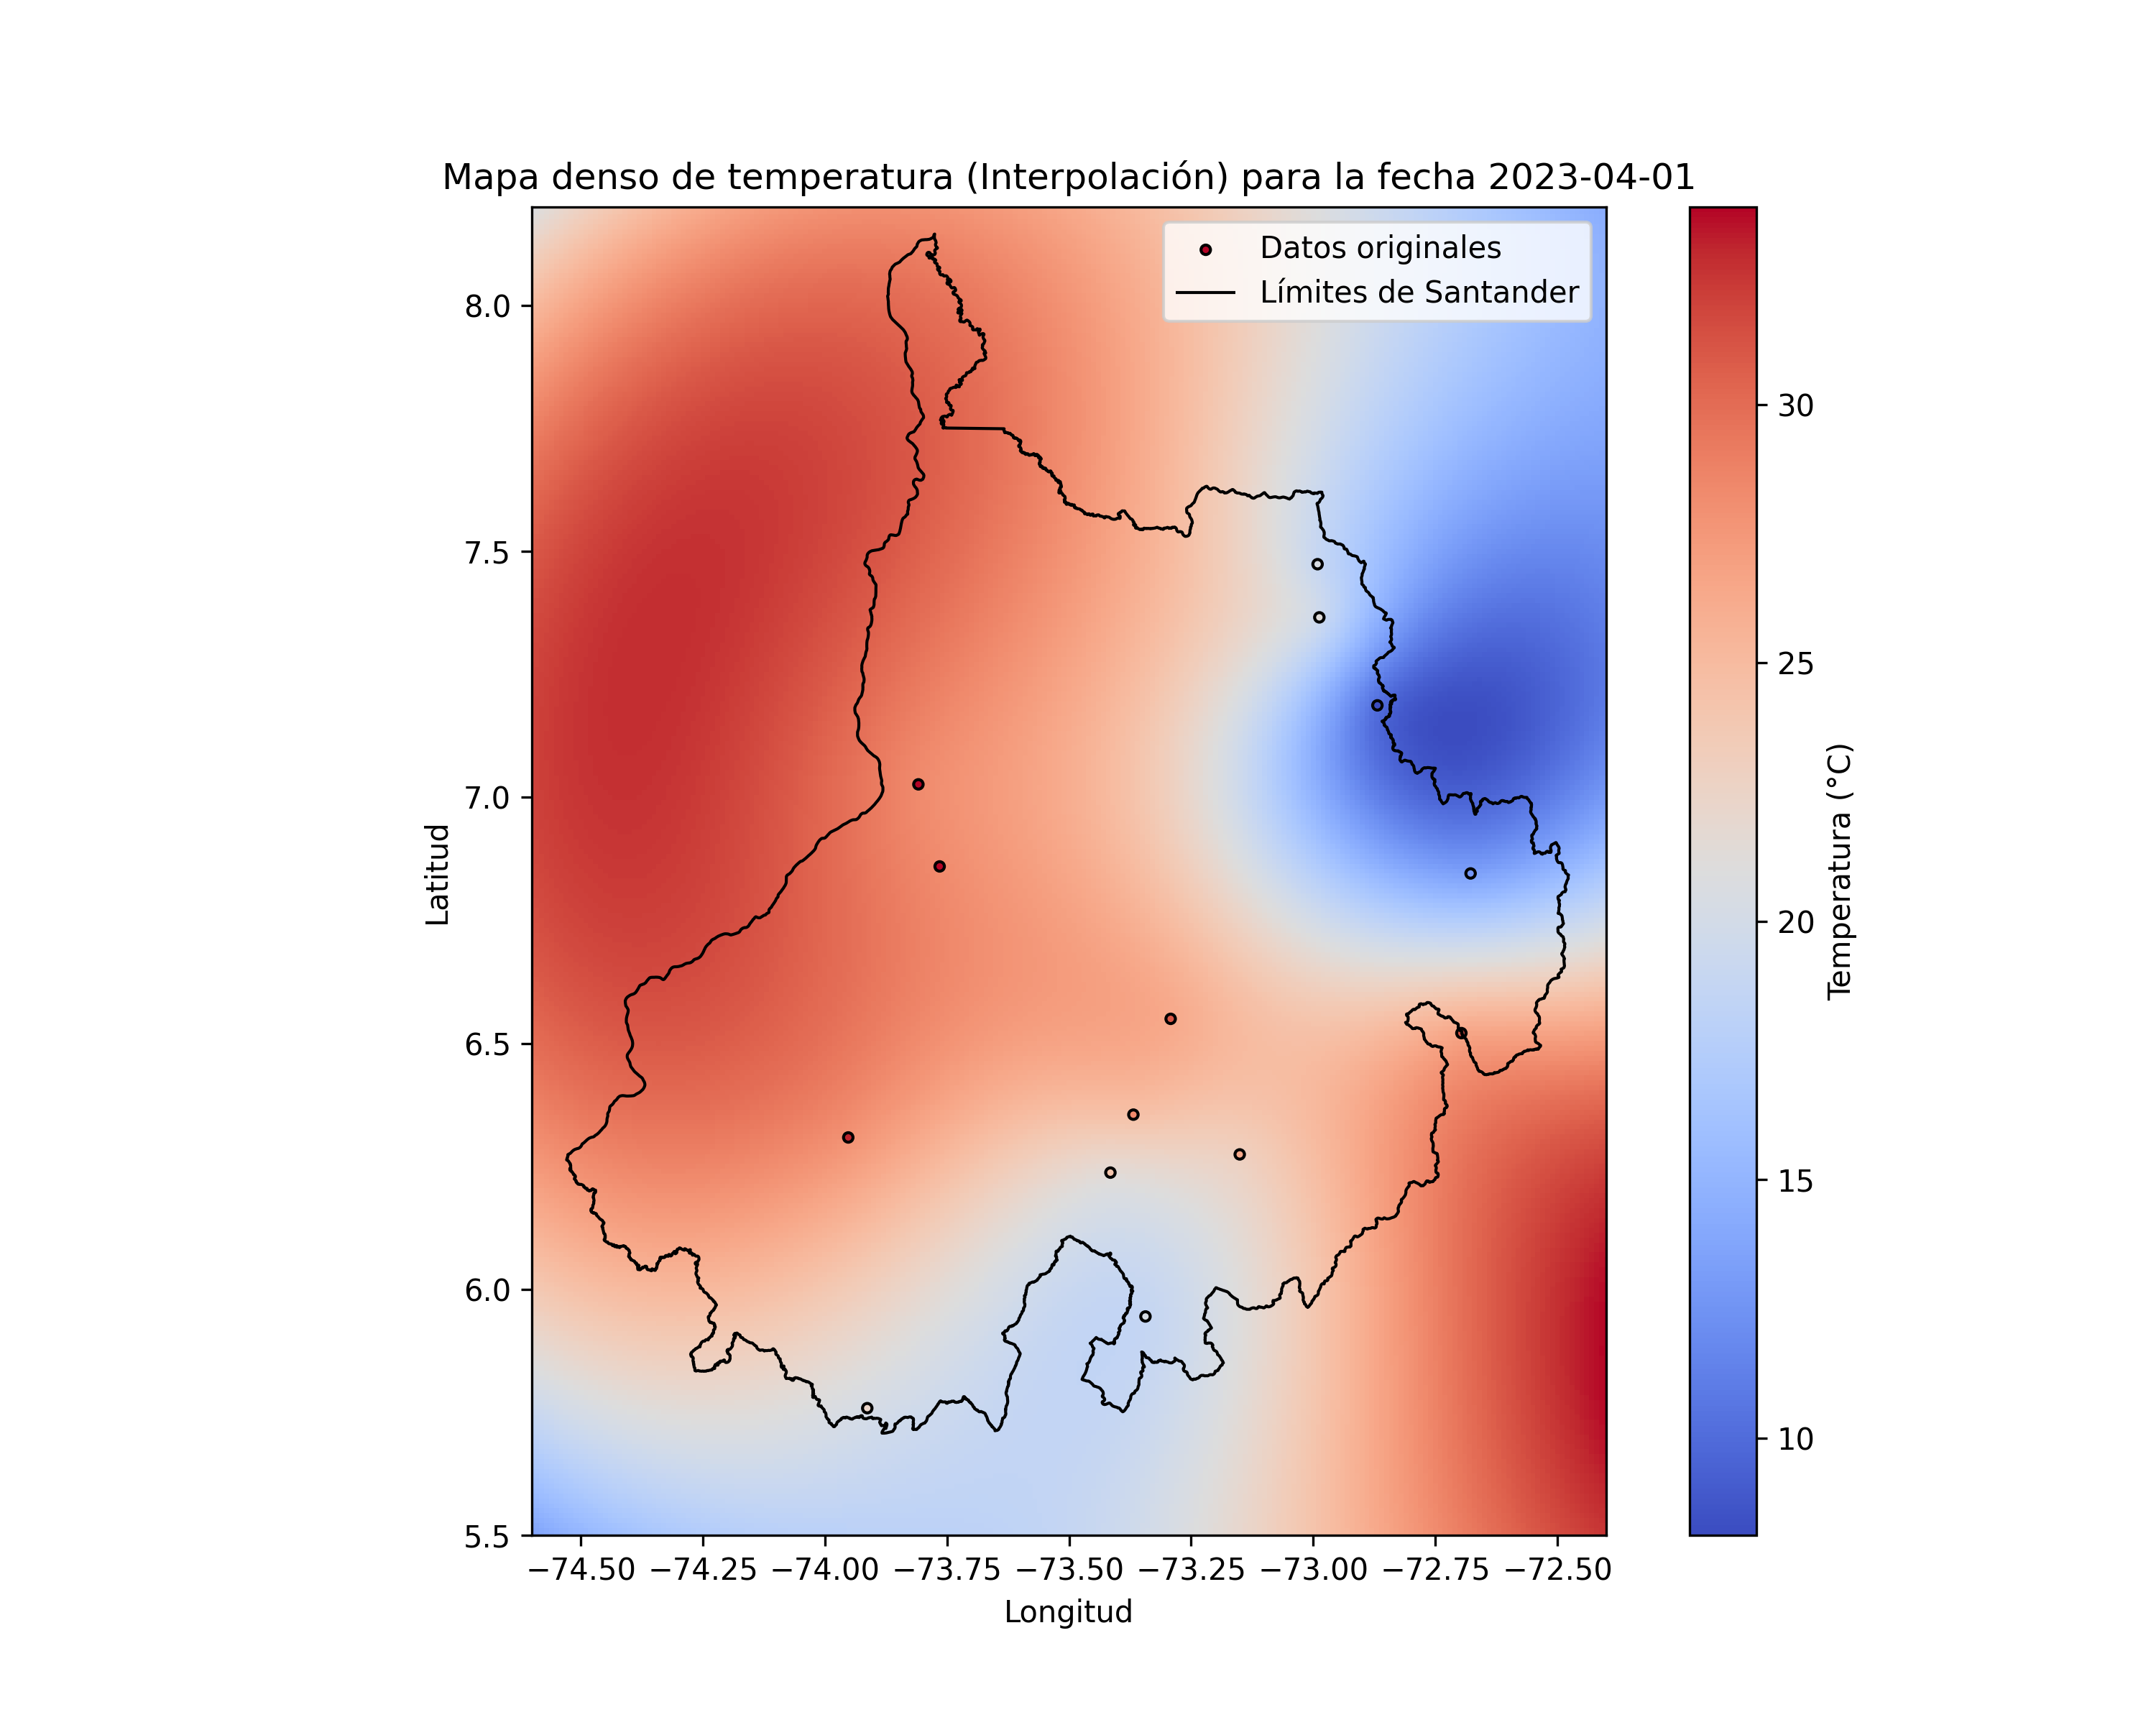 Mapa denso de temperatura (Interpolación) para la fecha 2023-04-01
Datos originales
Límites de Santander
8.0
7.5
7.0
6.5
6.0
5.5
Latitud
−74.50 −74.25 −74.00 −73.75 −73.50 −73.25 −73.00 −72.75 −72.50
Longitud
30
25
20
15
10
Temperatura (°C)